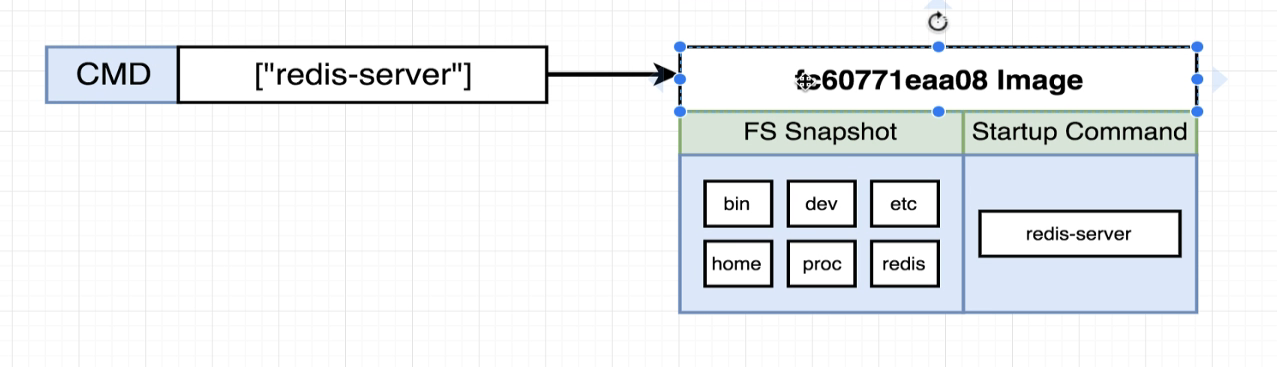 CMD ["redis-server"]
fc60771eaa08 Image
FS Snapshot Startup Command
bin dev etc
redis-server
home proc redis